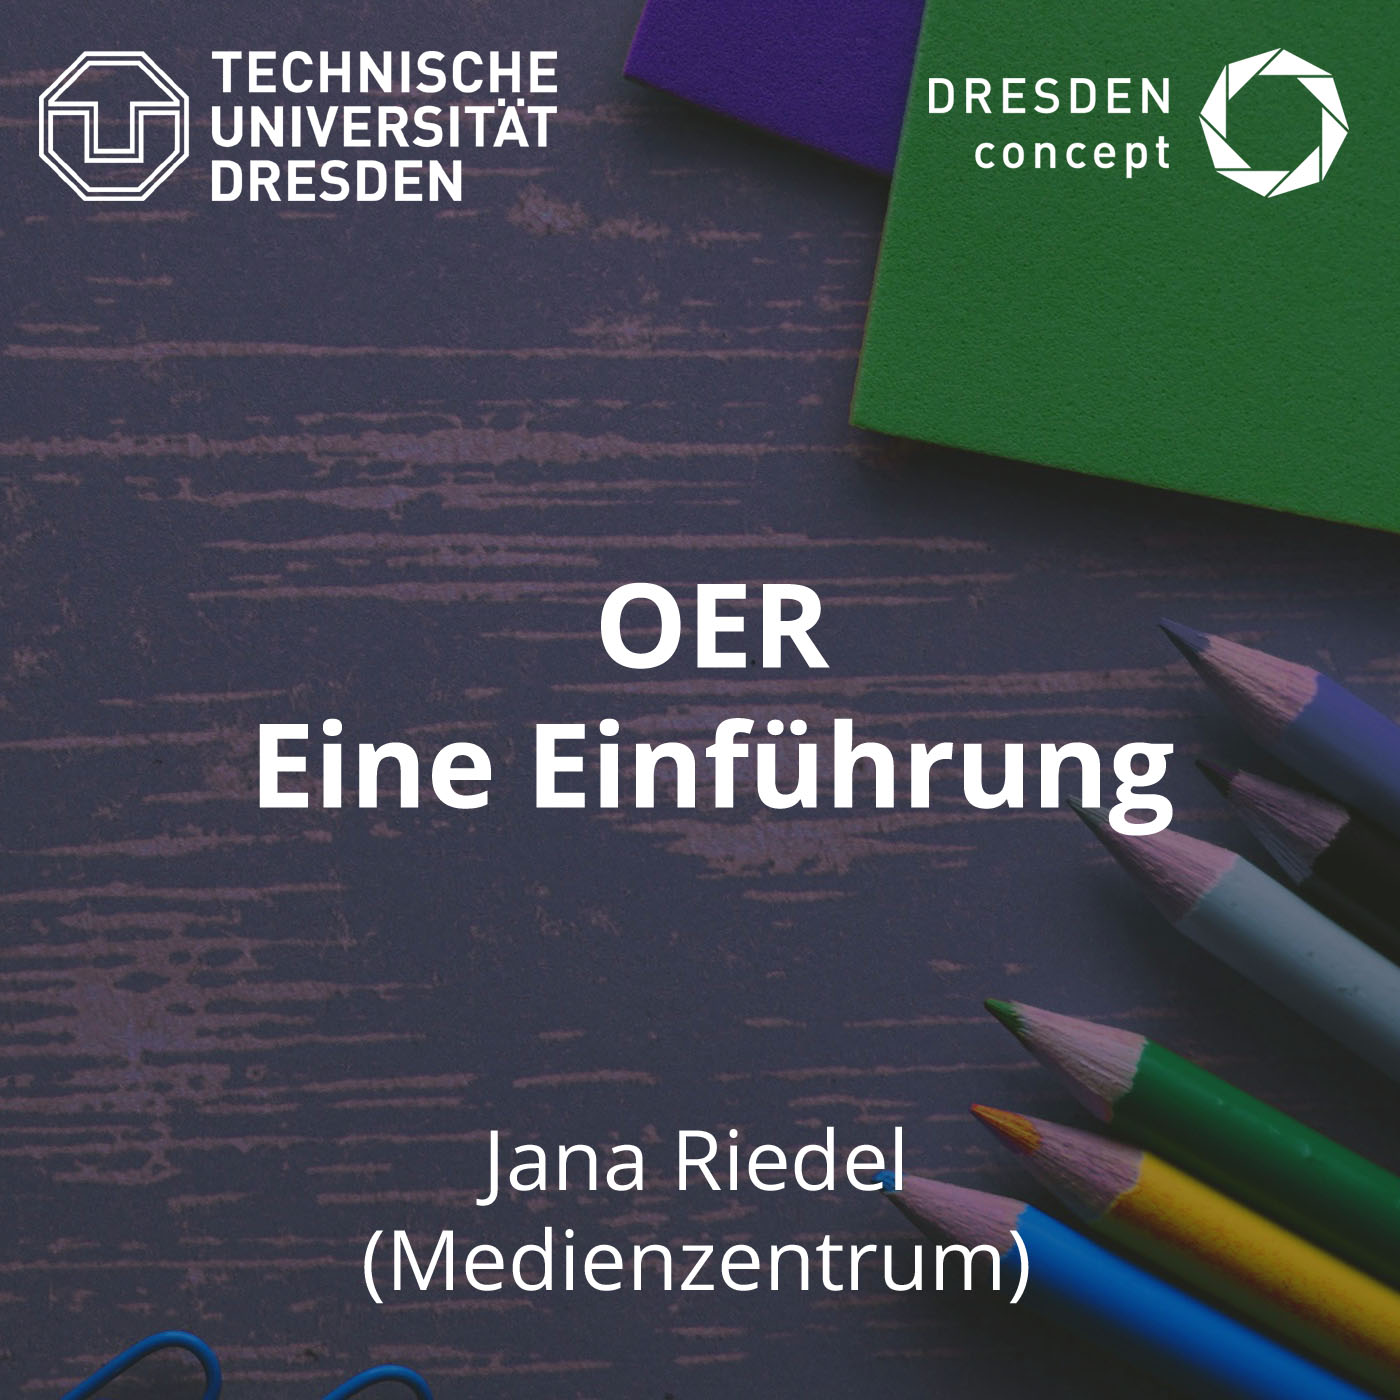 TECHNISCHE
UNIVERSITÄT
DRESDEN
DRESDEN
concept
OER
Eine Einführung
Jana Riedel
(Medienzentrum)